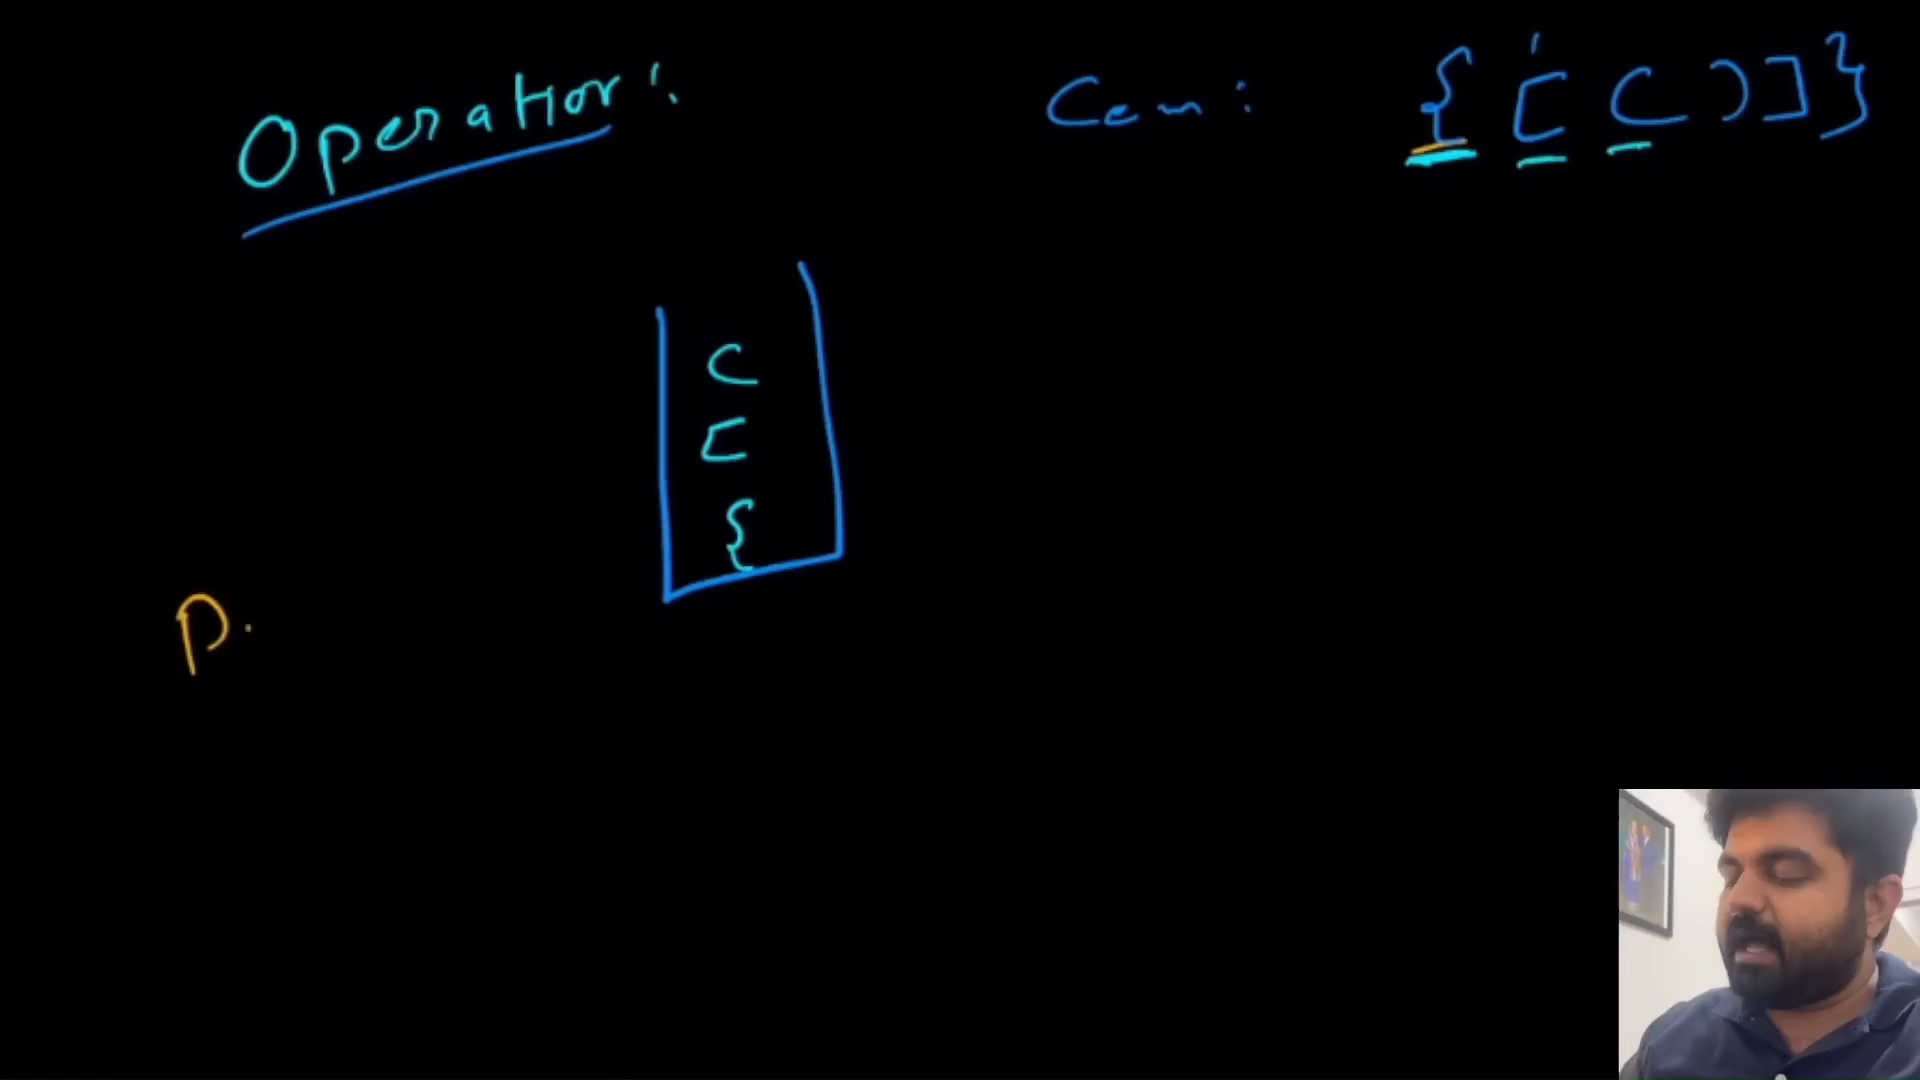 Operation:
Cem: { [ ( ) ] }
(
[
{
P.